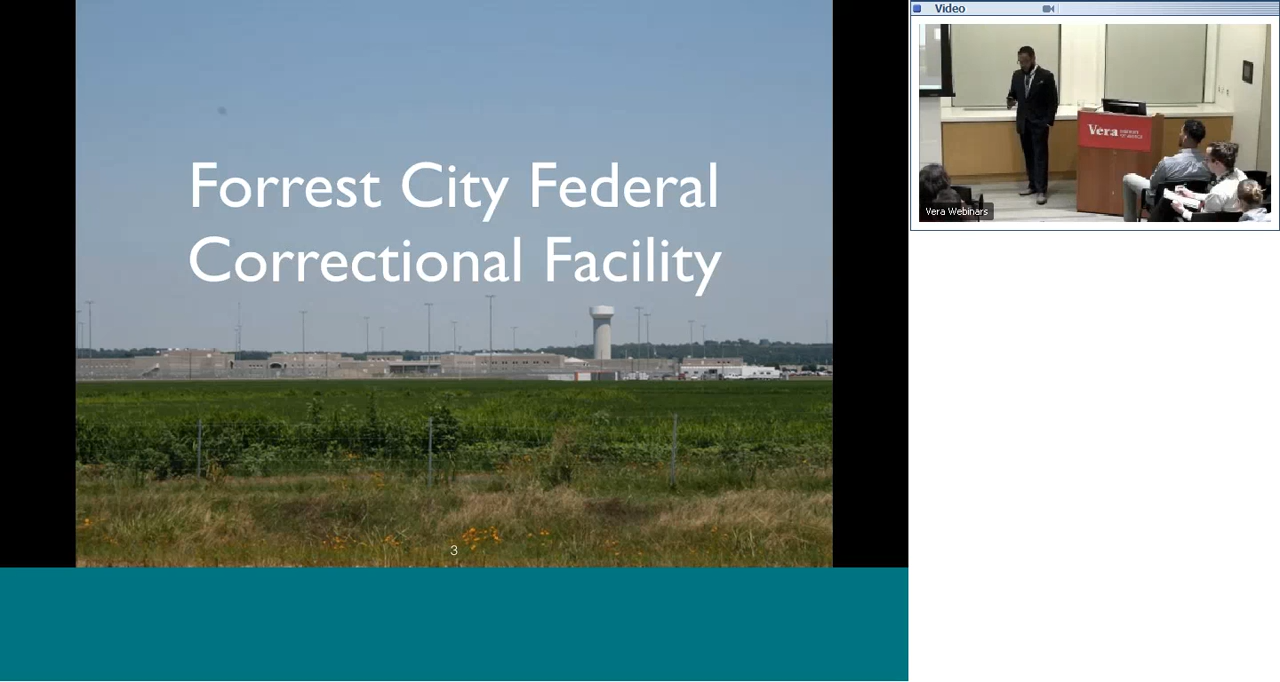 Forrest City Federal
Correctional Facility
3
Video
Vera
Vera Webinars